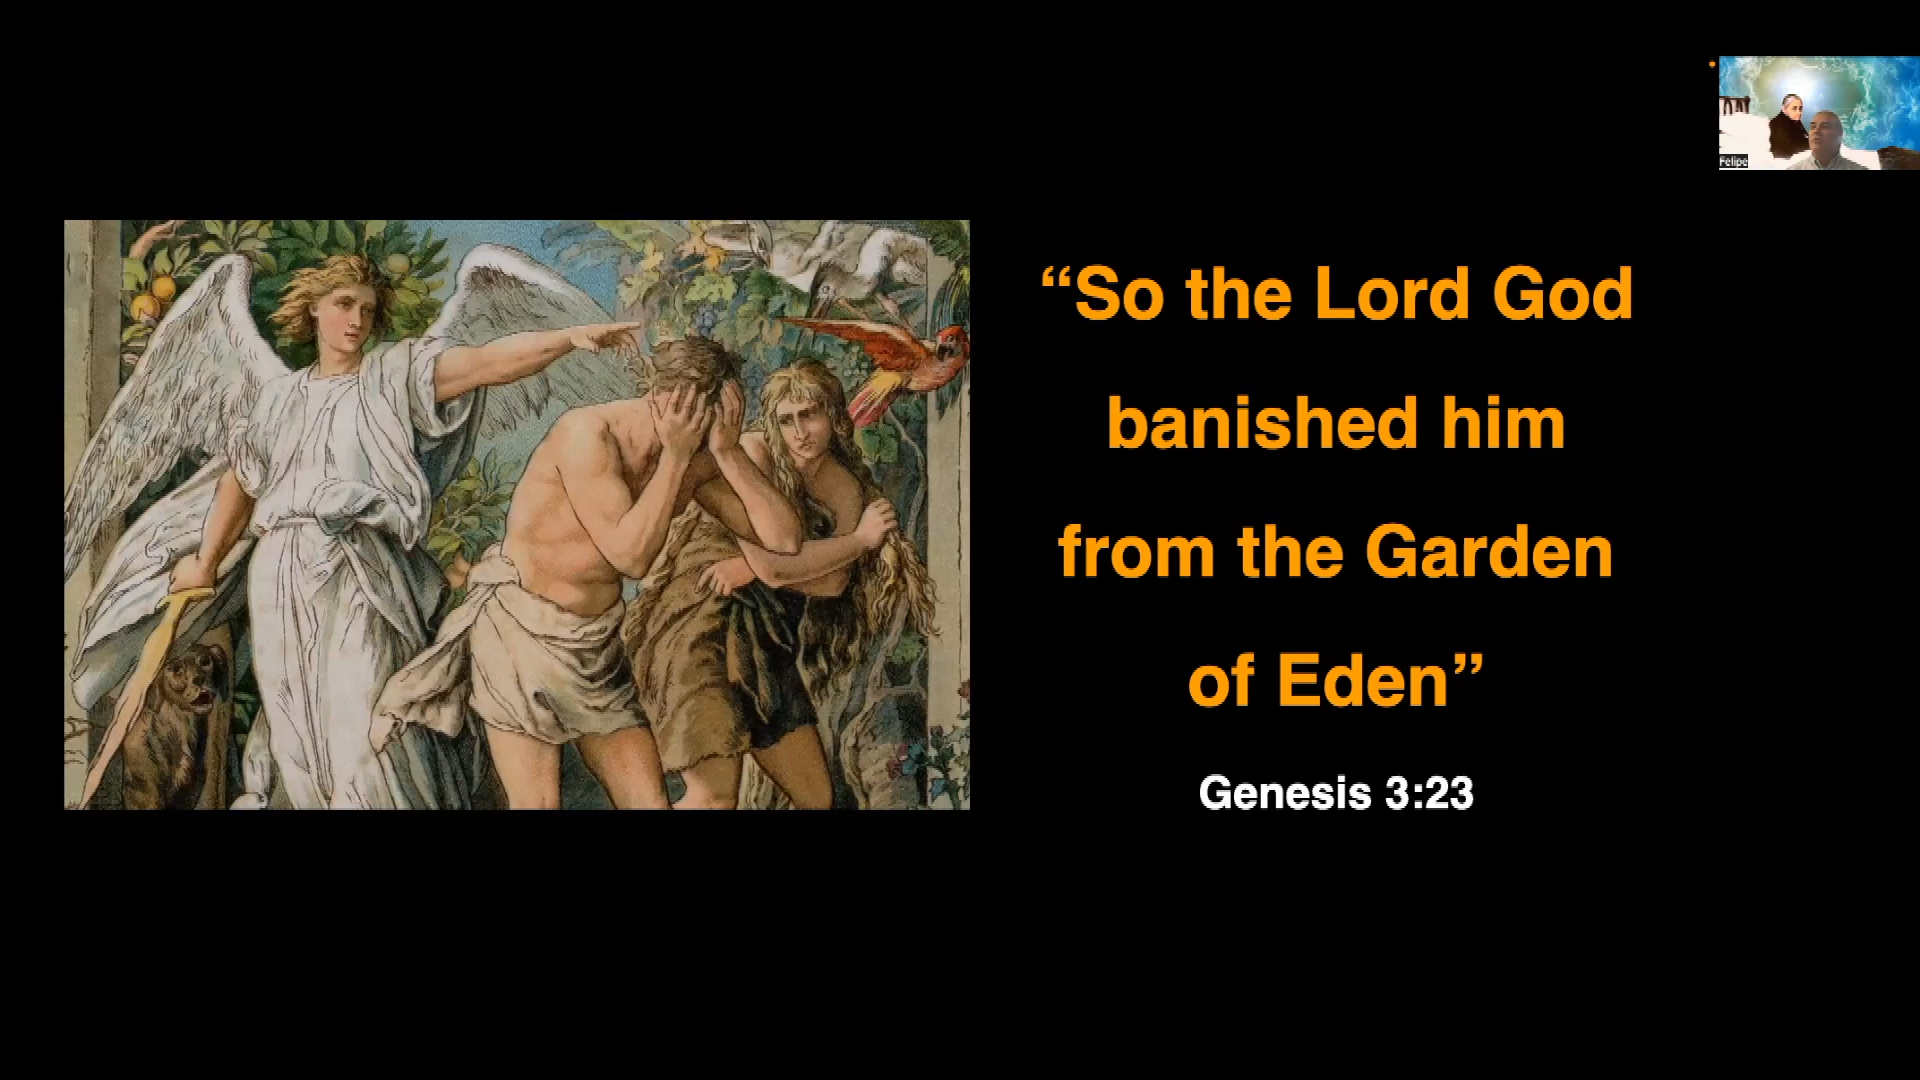 Felipe
“So the Lord God
banished him
from the Garden
of Eden”
Genesis 3:23